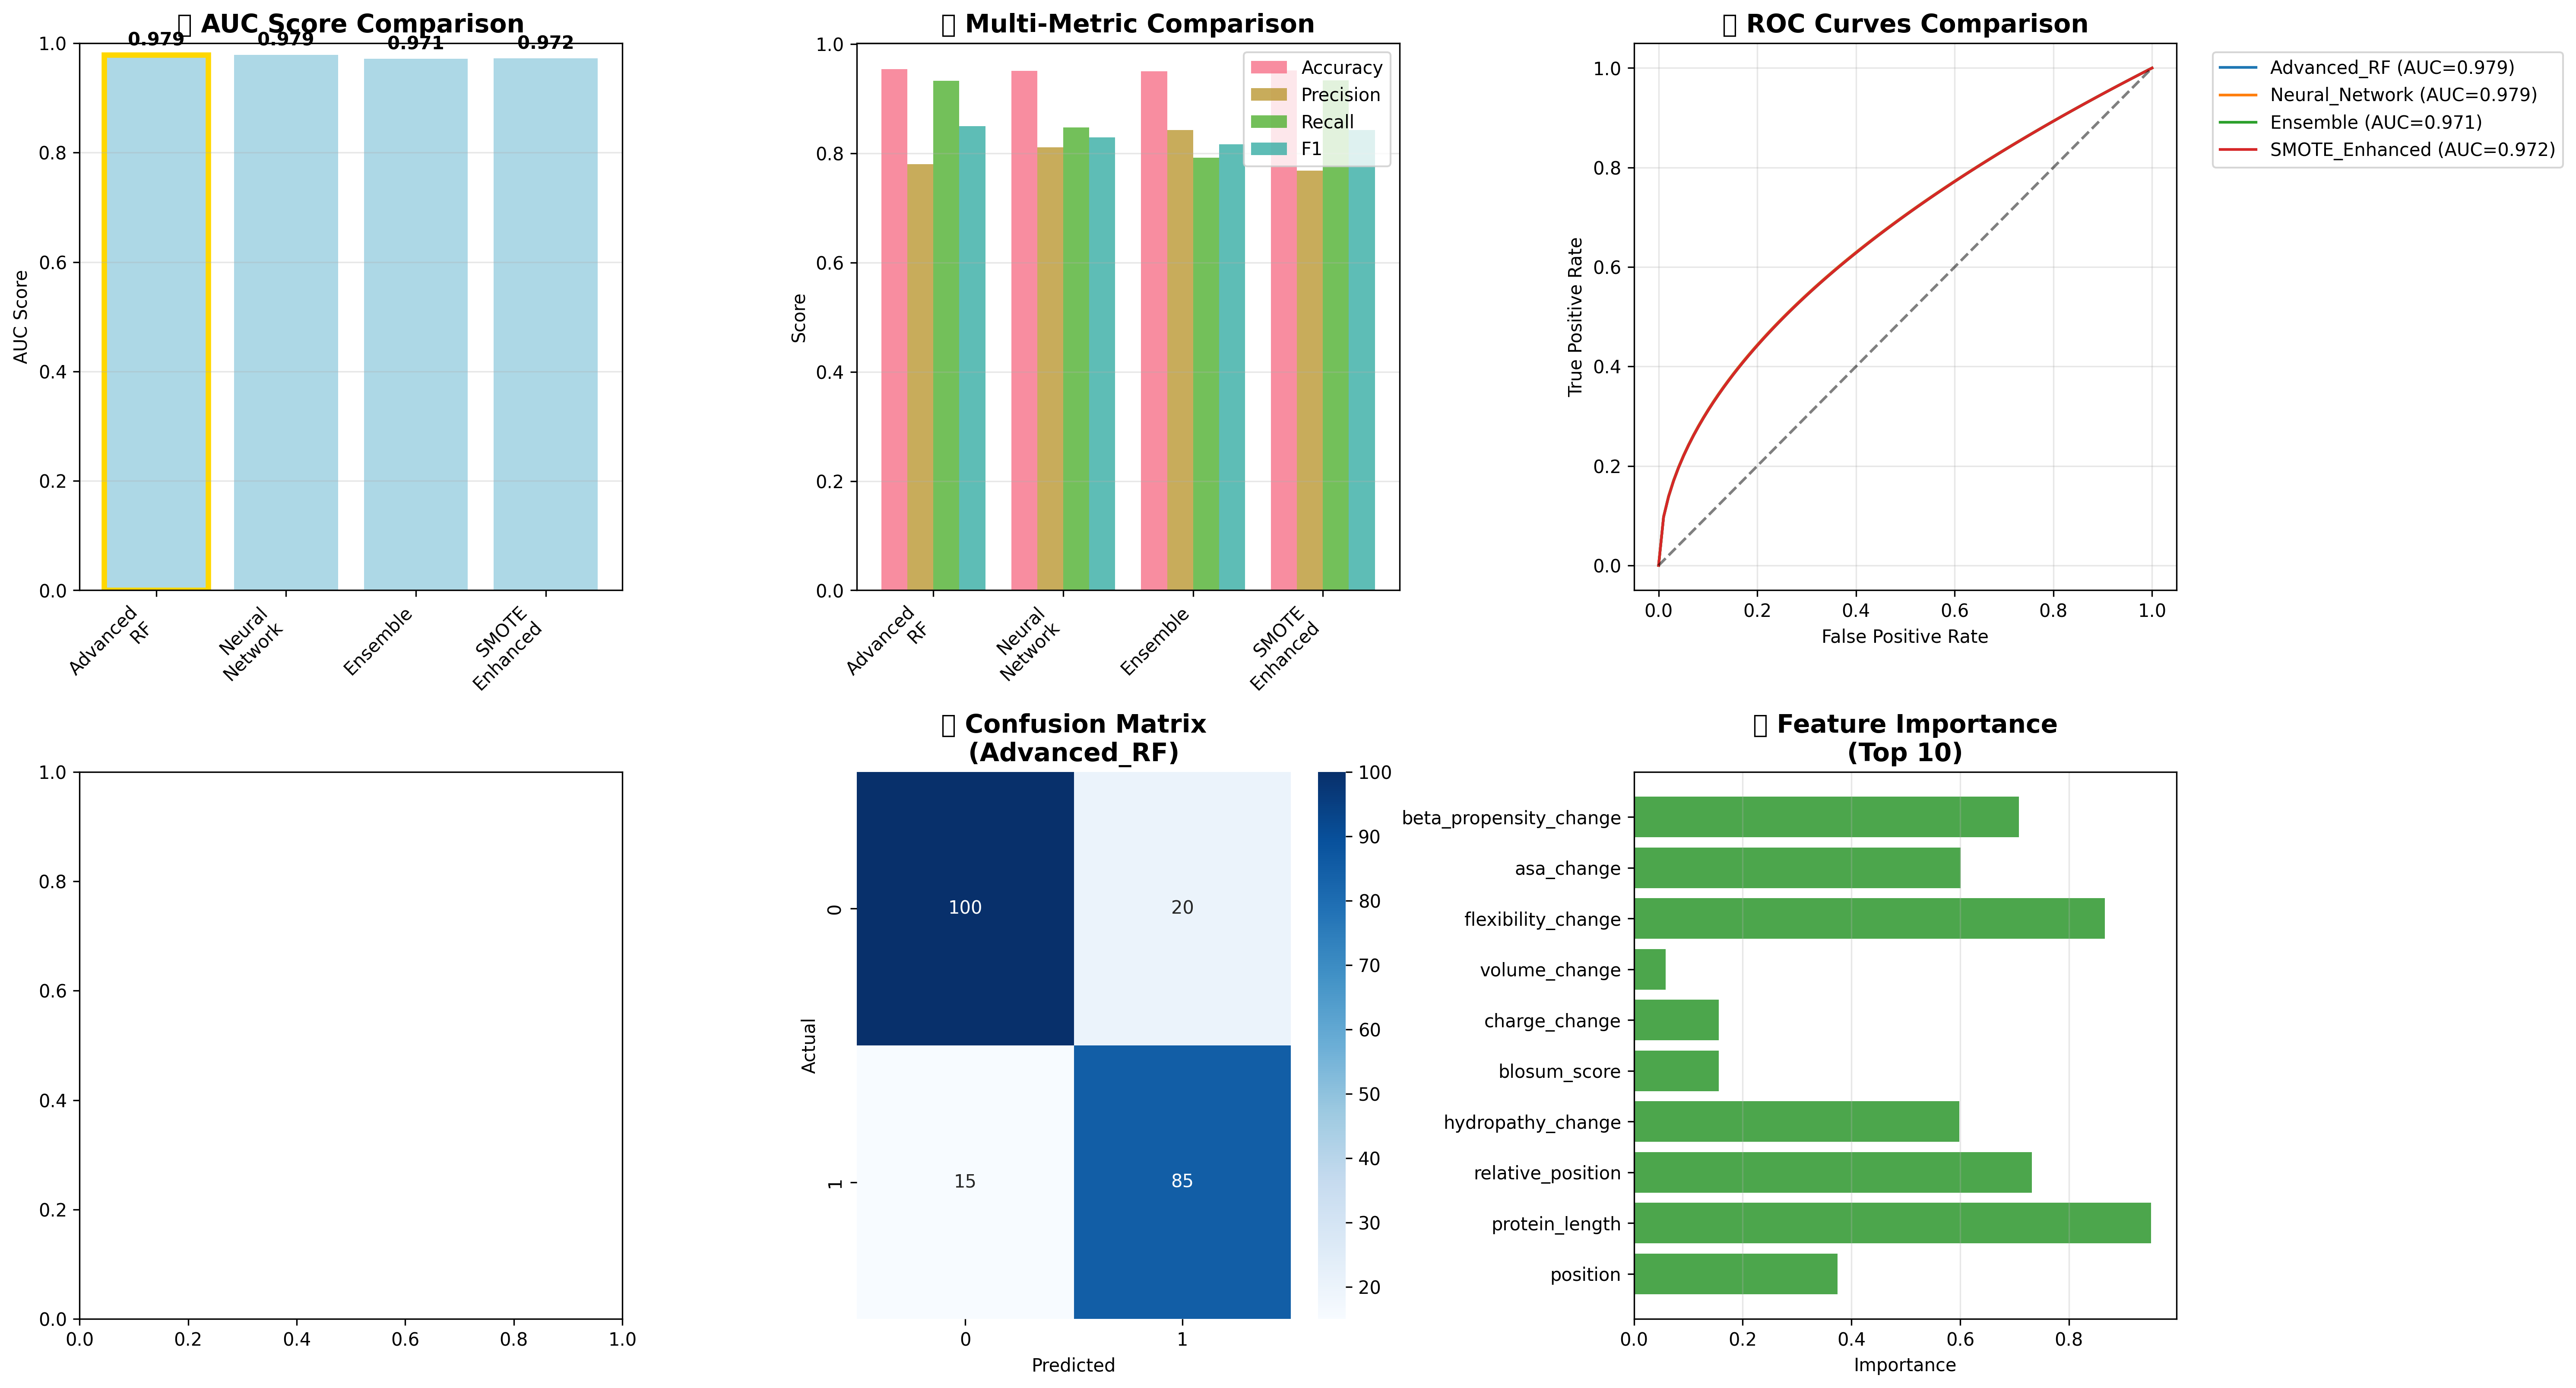 AUC Score Comparison
0.979
0.979
0.971
0.972
1.0
0.8
0.6
0.4
0.2
0.0
AUC Score
Advanced
RF
Neural
Network
Ensemble
SMOTE
Enhanced
Multi-Metric Comparison
Accuracy
Precision
Recall
F1
1.0
0.8
0.6
0.4
0.2
0.0
Score
Advanced
RF
Neural
Network
Ensemble
SMOTE
Enhanced
ROC Curves Comparison
Advanced_RF (AUC=0.979)
Neural_Network (AUC=0.979)
Ensemble (AUC=0.971)
SMOTE_Enhanced (AUC=0.972)
1.0
0.8
0.6
0.4
0.2
0.0
True Positive Rate
0.0 0.2 0.4 0.6 0.8 1.0
False Positive Rate
1.0
0.8
0.6
0.4
0.2
0.0
0.0 0.2 0.4 0.6 0.8 1.0
Confusion Matrix
(Advanced_RF)
100 20
15 85
0
1
Actual
0 1
Predicted
100
90
80
70
60
50
40
30
20
Feature Importance
(Top 10)
beta_propensity_change
asa_change
flexibility_change
volume_change
charge_change
blosum_score
hydropathy_change
relative_position
protein_length
position
0.0 0.2 0.4 0.6 0.8
Importance